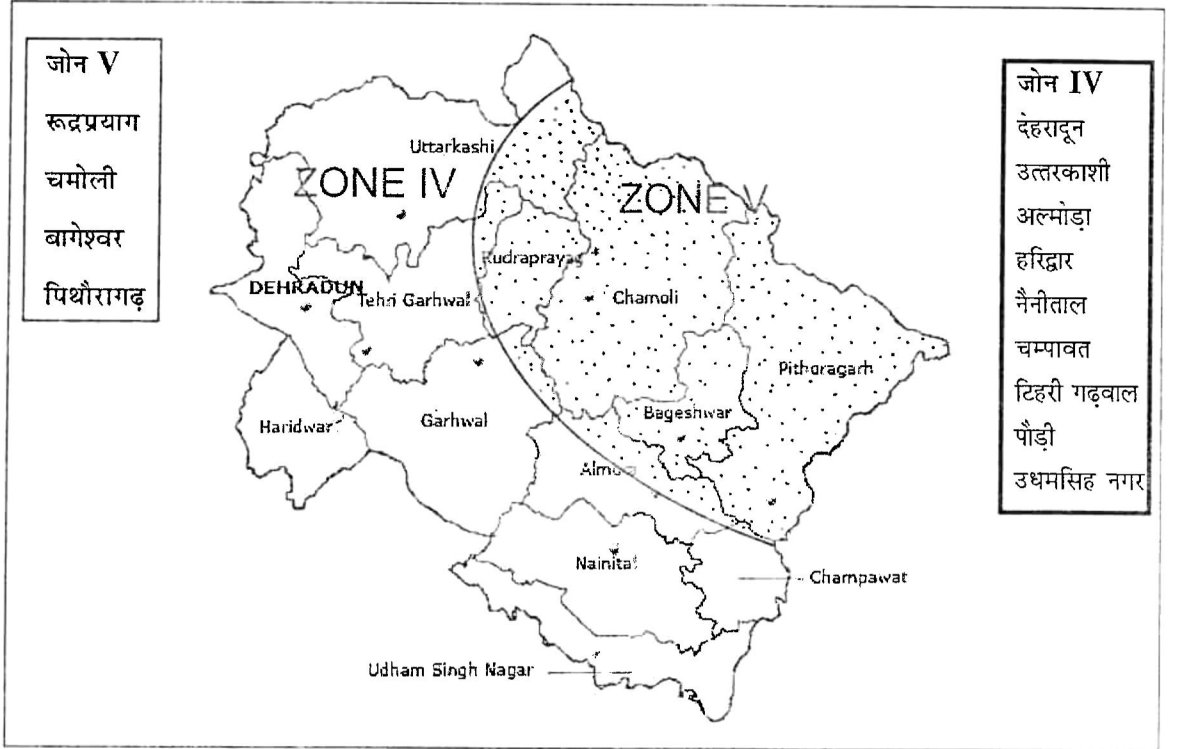 जोन V
रूद्रप्रयाग
चमोली
बागेश्वर
पिथौरागढ़
जोन IV
देहरादून
उत्तरकाशी
अल्मोड़ा
हरिद्वार
नैनीताल
चम्पावत
टिहरी गढ़वाल
पौड़ी
उधमसिह नगर
Uttarkashi
ZONE IV
ZONE V
Rudraprayag
DEHRADUN
Tehri Garhwal
Chamoli
Pithoragarh
Haridwar
Garhwal
Bageshwar
Almora
Nainital
Champawat
Udham Singh Nagar